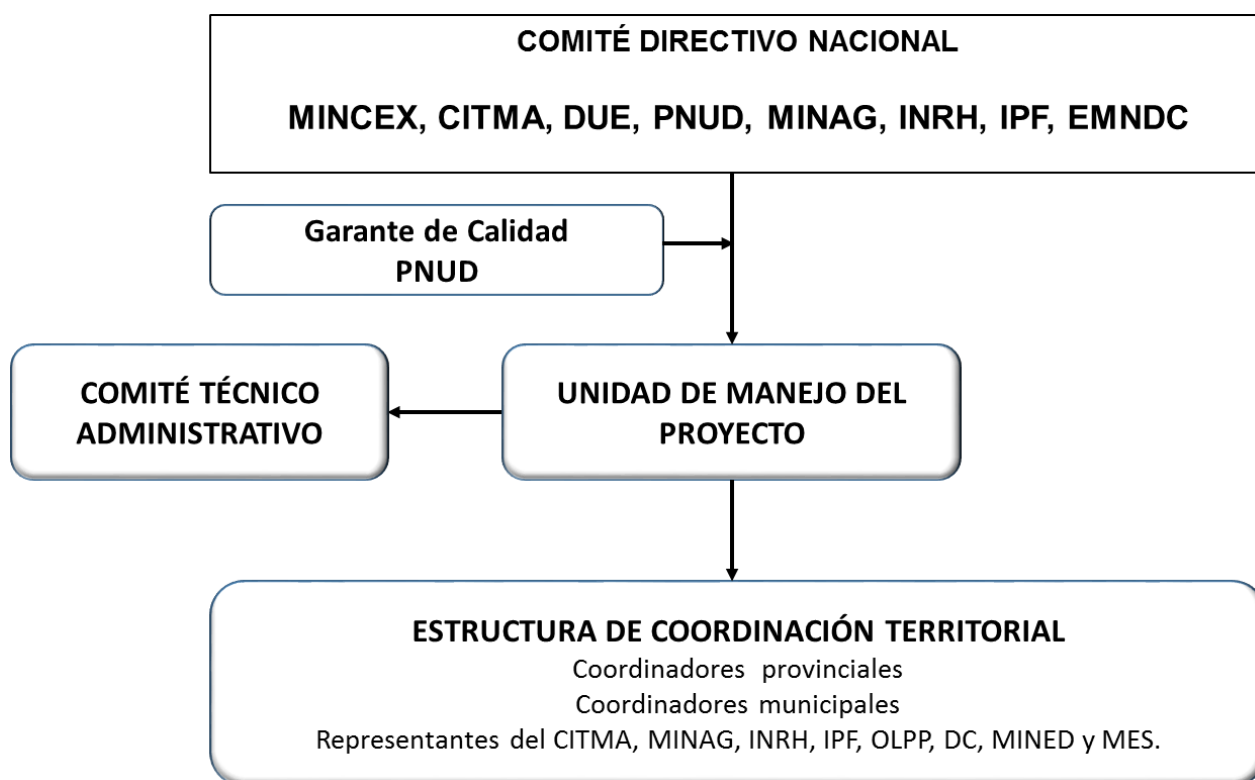 COMITÉ DIRECTIVO NACIONAL
MINCEX, CITMA, DUE, PNUD, MINAG, INRH, IPF, EMNDC
Garante de Calidad
PNUD
COMITÉ TÉCNICO
ADMINISTRATIVO
UNIDAD DE MANEJO DEL
PROYECTO
ESTRUCTURA DE COORDINACIÓN TERRITORIAL
Coordinadores provinciales
Coordinadores municipales
Representantes del CITMA, MINAG, INRH, IPF, OLPP, DC, MINED y MES.